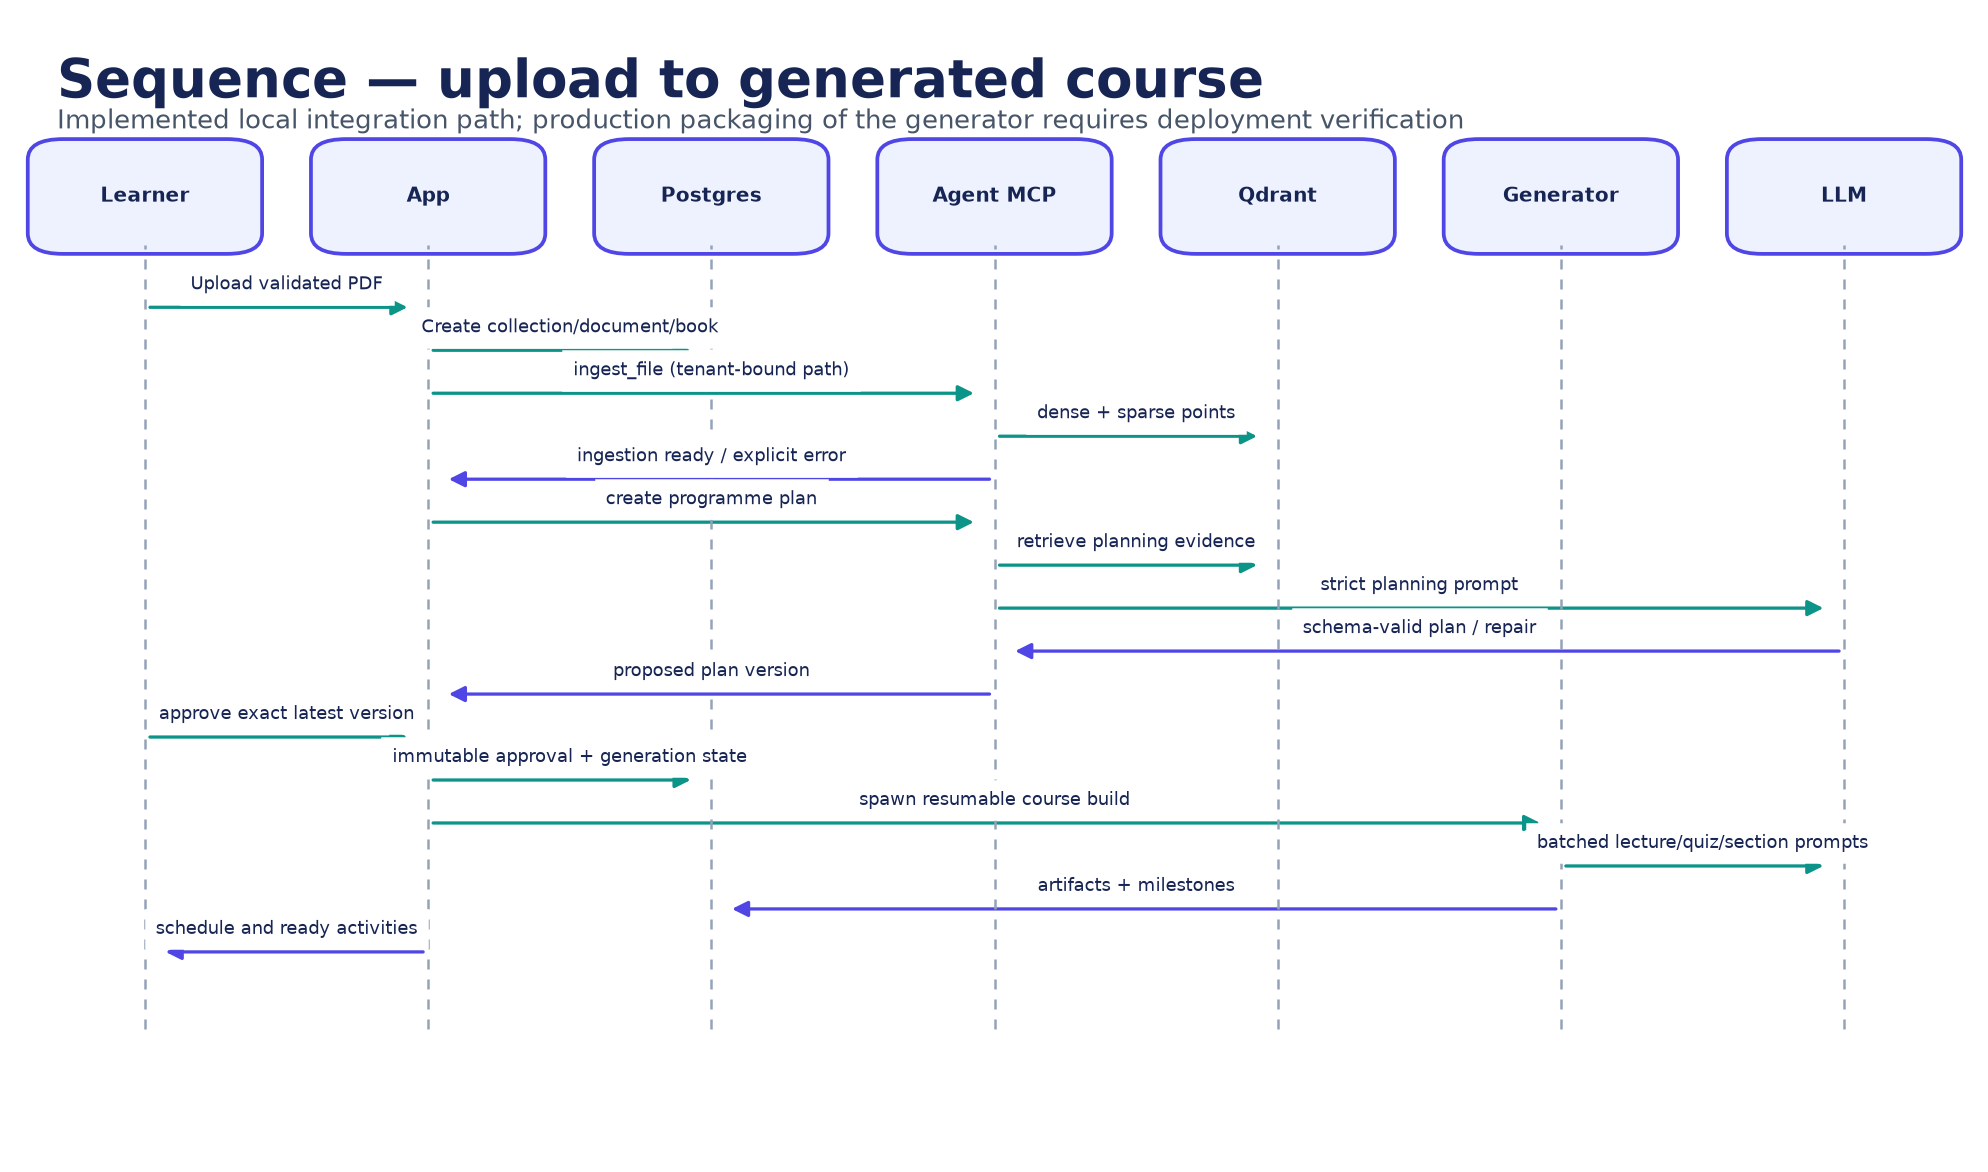 Sequence — upload to generated course
Implemented local integration path; production packaging of the generator requires deployment verification
Learner
App
Postgres
Agent MCP
Qdrant
Generator
LLM
Upload validated PDF
Create collection/document/book
ingest_file (tenant-bound path)
dense + sparse points
ingestion ready / explicit error
create programme plan
retrieve planning evidence
strict planning prompt
schema-valid plan / repair
proposed plan version
approve exact latest version
immutable approval + generation state
spawn resumable course build
batched lecture/quiz/section prompts
artifacts + milestones
schedule and ready activities